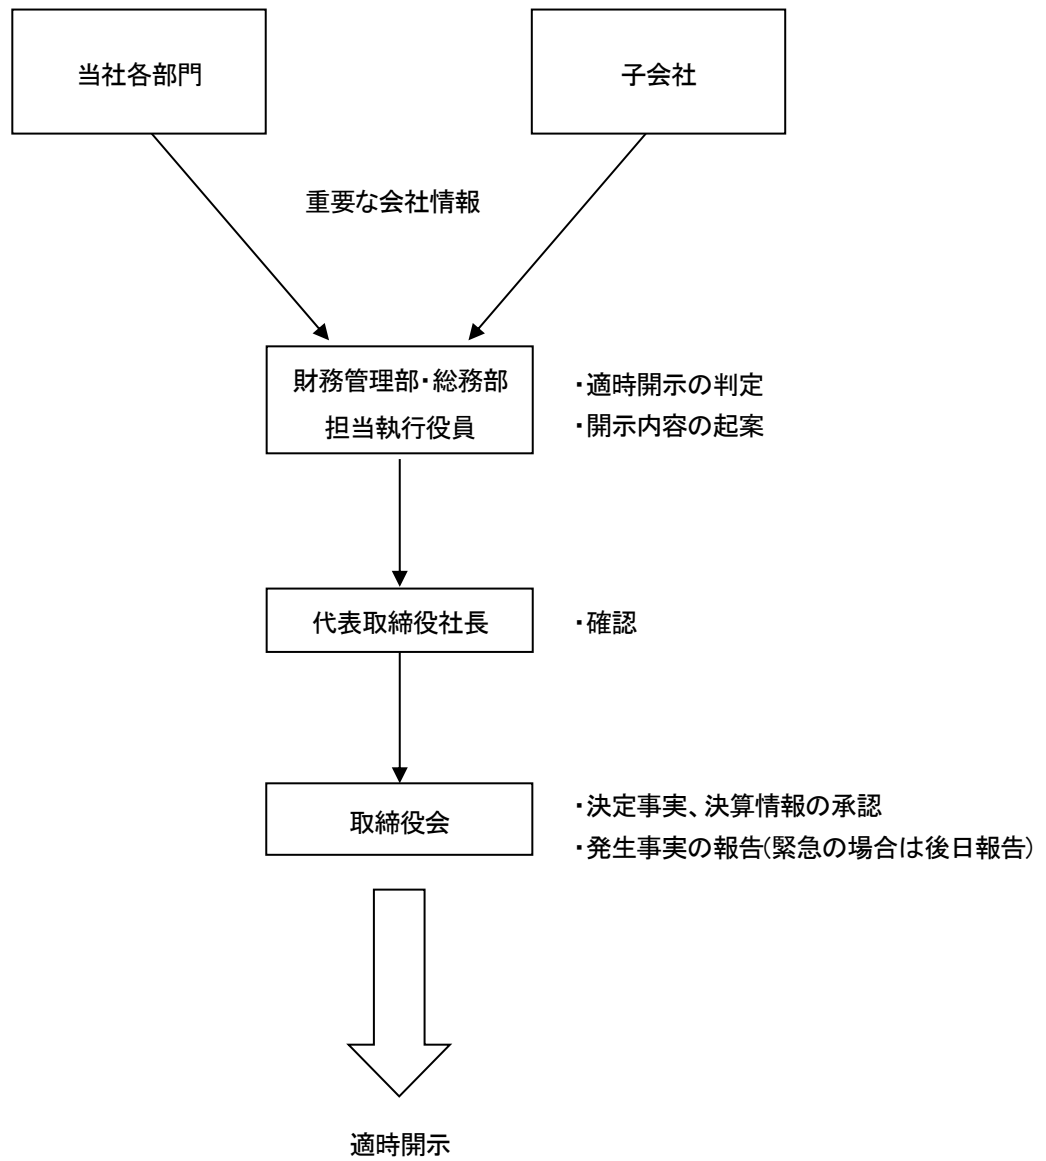 当社各部門
子会社
重要な会社情報
財務管理部・総務部
担当執行役員
・適時開示の判定
・開示内容の起案
代表取締役社長
・確認
取締役会
・決定事実、決算情報の承認
・発生事実の報告(緊急の場合は後日報告)
適時開示